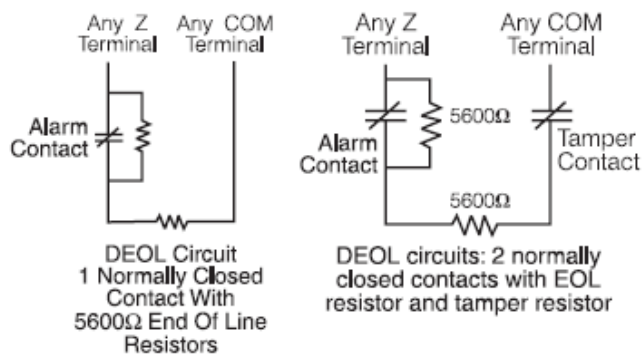 Any Z Terminal
Any COM Terminal
Alarm Contact
DEOL Circuit
1 Normally Closed
Contact With
5600Ω End Of Line
Resistors
Any Z Terminal
Any COM Terminal
5600Ω
Alarm Contact
Tamper Contact
5600Ω
DEOL circuits: 2 normally
closed contacts with EOL
resistor and tamper resistor